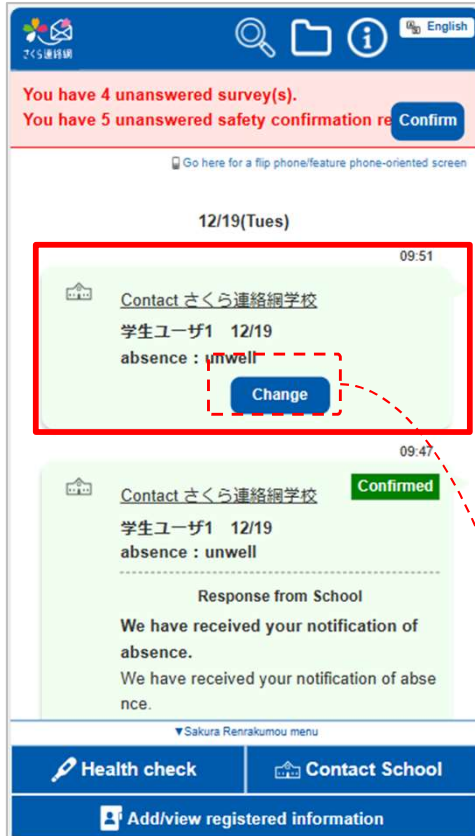 さくら連絡網
English
You have 4 unanswered survey(s).
You have 5 unanswered safety confirmation re
Confirm
Go here for a flip phone/feature phone-oriented screen
12/19(Tues)
09:51
Contact さくら連絡網学校
学生ユーザ1 12/19
absence：unwell
Change
09:47
Contact さくら連絡網学校
Confirmed
学生ユーザ1 12/19
absence：unwell
Response from School
We have received your notification of
absence.
We have received your notification of abse
nce.
▼Sakura Renrakumou menu
Health check
Contact School
Add/view registered information